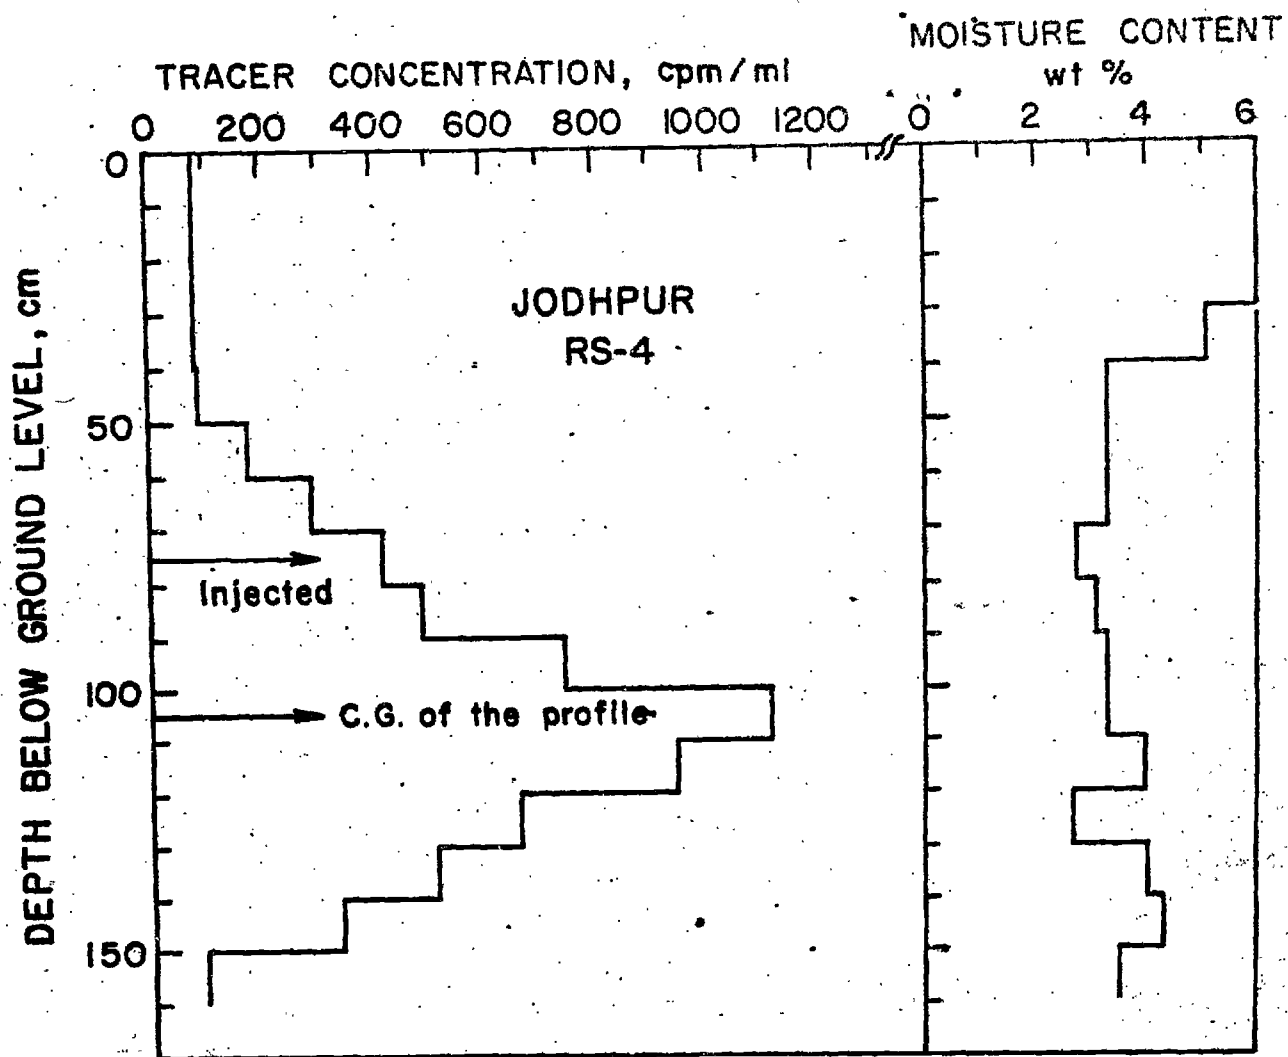 MOISTURE CONTENT
TRACER CONCENTRATION, cpm/ml
wt %
0 200 400 600 800 1000 1200
0 2 4 6
0
JODHPUR
RS-4
DEPTH BELOW GROUND LEVEL, cm
50
Injected
100
C.G. of the profile
150